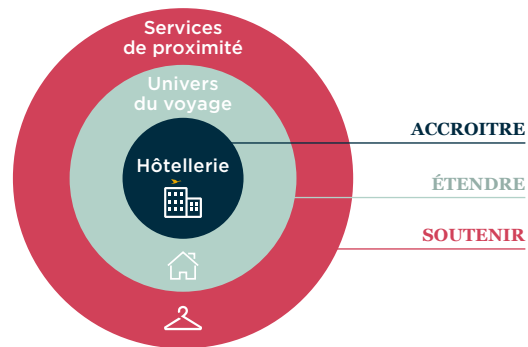 Services
de proximité
Univers
du voyage
Hôtellerie
ACCROITRE
ÉTENDRE
SOUTENIR